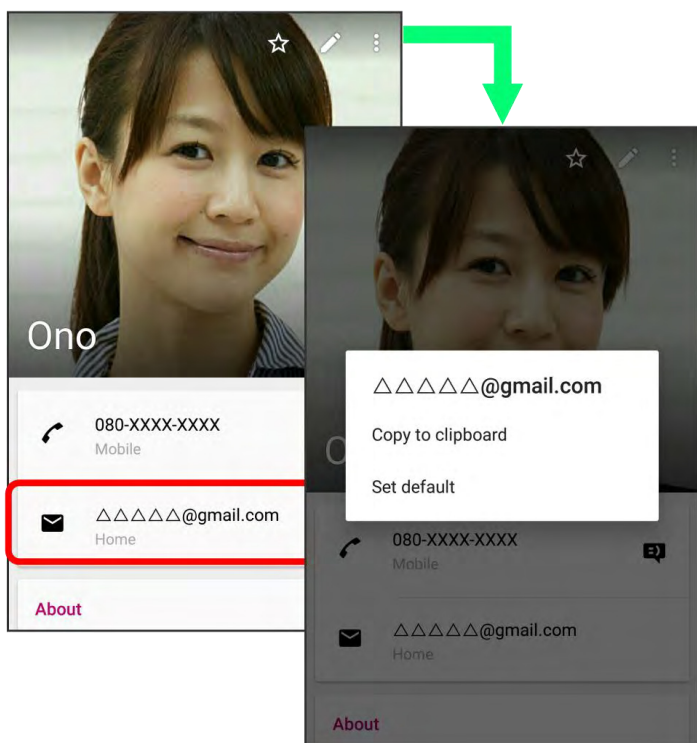 Ono
080-XXXX-XXXX
Mobile
△△△△△@gmail.com
Home
About
△△△△△@gmail.com
Copy to clipboard
Set default
080-XXXX-XXXX
Mobile
△△△△△@gmail.com
Home
About